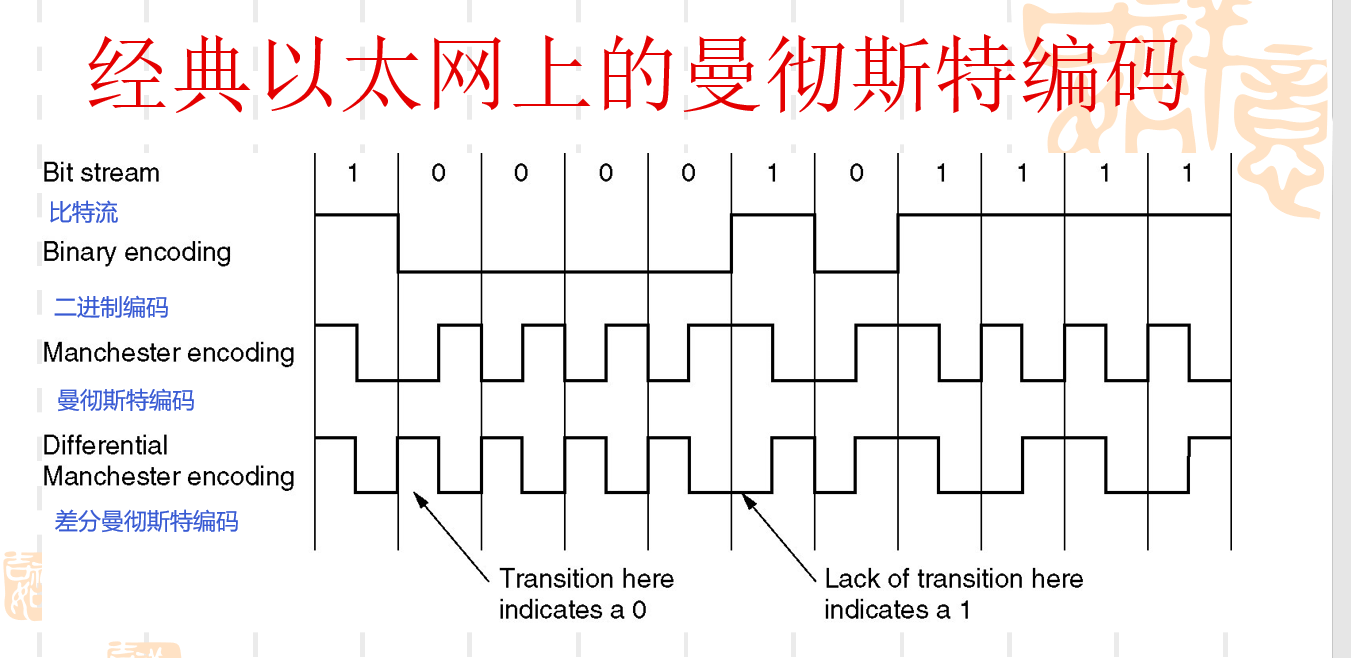 经典以太网上的曼彻斯特编码
Bit stream 1 0 0 0 0 1 0 1 1 1 1
比特流
Binary encoding
二进制编码
Manchester encoding
曼彻斯特编码
Differential
Manchester encoding
差分曼彻斯特编码
Transition here
indicates a 0
Lack of transition here
indicates a 1